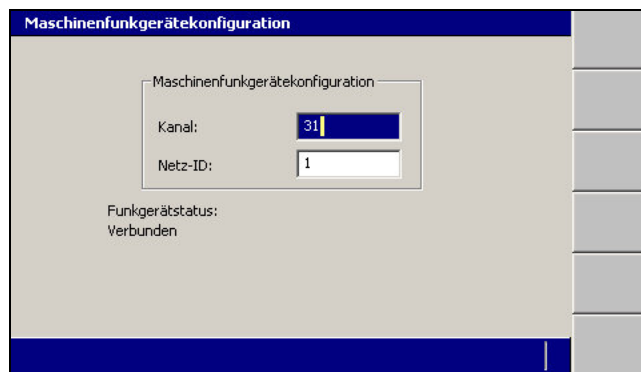 Maschinenfunkgerätekonfiguration
Maschinenfunkgerätekonfiguration
Kanal: 31
Netz-ID: 1
Funkgerätstatus:
Verbunden